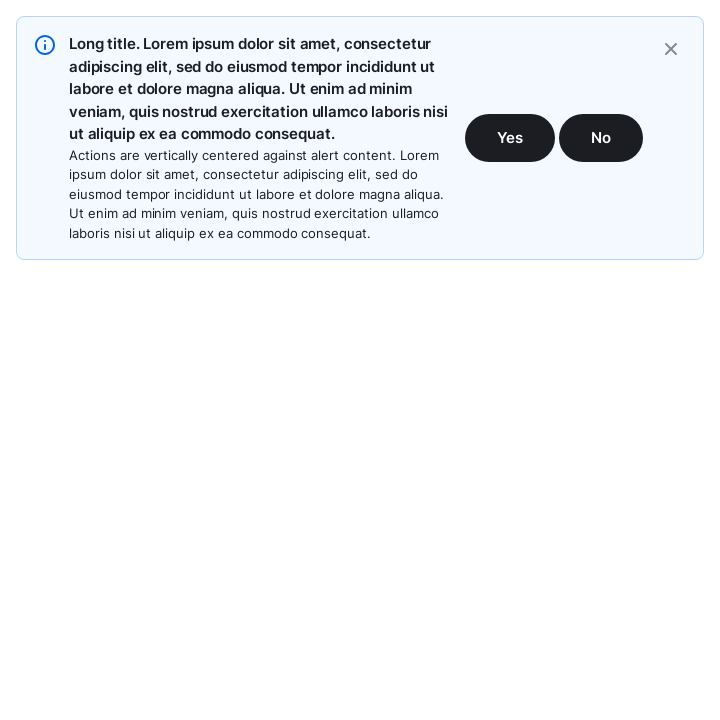 Long title. Lorem ipsum dolor sit amet, consectetur
adipiscing elit, sed do eiusmod tempor incididunt ut
labore et dolore magna aliqua. Ut enim ad minim
veniam, quis nostrud exercitation ullamco laboris nisi
ut aliquip ex ea commodo consequat.
Actions are vertically centered against alert content. Lorem
ipsum dolor sit amet, consectetur adipiscing elit, sed do
eiusmod tempor incididunt ut labore et dolore magna aliqua.
Ut enim ad minim veniam, quis nostrud exercitation ullamco
laboris nisi ut aliquip ex ea commodo consequat.
Yes
No